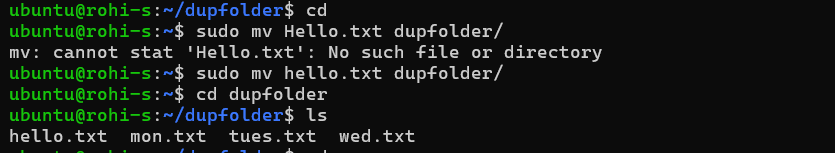 ubuntu@rohi-s:~/dupfolder$ cd
ubuntu@rohi-s:~$ sudo mv Hello.txt dupfolder/
mv: cannot stat 'Hello.txt': No such file or directory
ubuntu@rohi-s:~$ sudo mv hello.txt dupfolder/
ubuntu@rohi-s:~$ cd dupfolder
ubuntu@rohi-s:~/dupfolder$ ls
hello.txt  mon.txt  tues.txt  wed.txt